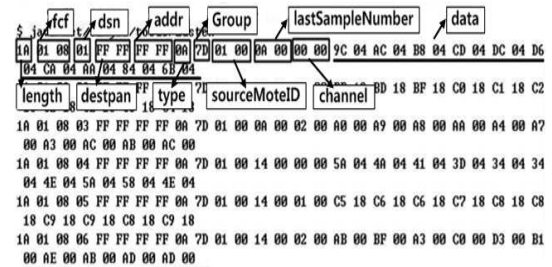 fcf dsn addr Group lastSampleNumber data
1A 01 08 01 FF FF FF FF 0A 7D 01 00 0A 00 00 00 9C 04 AC 04 B8 04 CD 04 DC 04 D6
04 CA 04 AA 04 84 04 6B 04
length destpan type sourceMoteID channel BD 18 BF 18 C0 18 C1 18 C2
1A 01 08 03 FF FF FF FF 0A 7D 01 00 0A 00 02 00 A0 00 A9 00 A8 00 AA 00 A4 00 A7
00 A3 00 AC 00 AB 00 AC 00
1A 01 08 04 FF FF FF FF 0A 7D 01 00 14 00 00 00 5A 04 4A 04 41 04 3D 04 34 04 34
04 4E 04 5A 04 58 04 4E 04
1A 01 08 05 FF FF FF FF 0A 7D 01 00 14 00 01 00 C5 18 C6 18 C6 18 C7 18 C8 18 C8
18 C9 18 C9 18 C8 18 C9 18
1A 01 08 06 FF FF FF FF 0A 7D 01 00 14 00 02 00 AB 00 BF 00 A3 00 C0 00 D3 00 B1
00 AE 00 AB 00 AD 00 AD 00